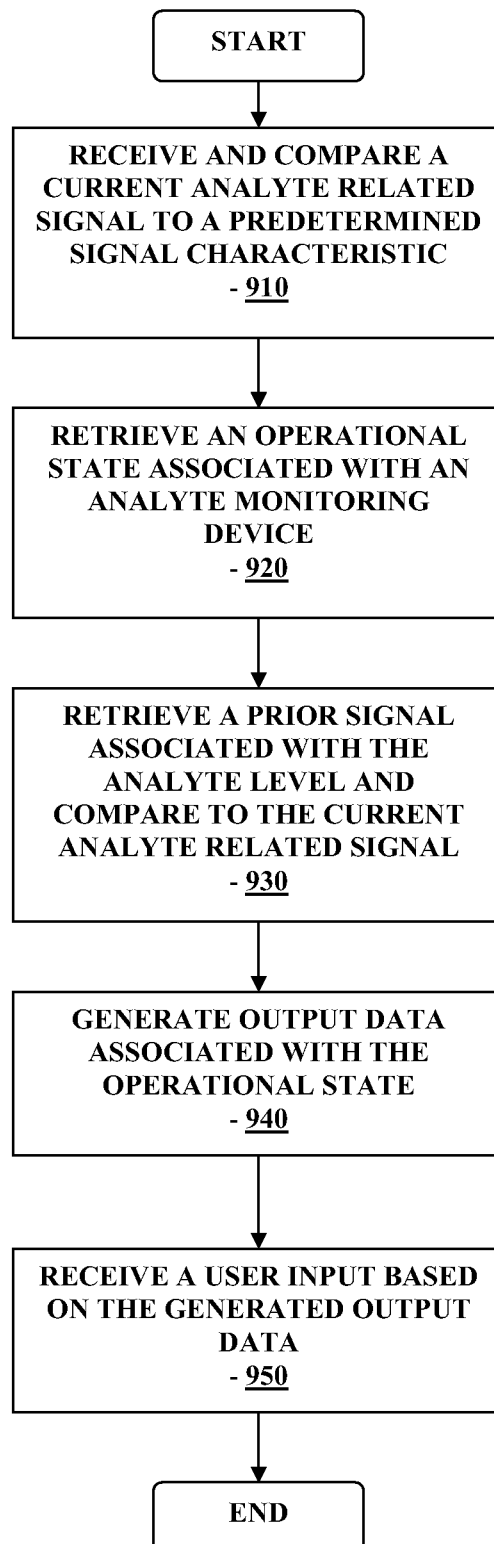 START
RECEIVE AND COMPARE A
CURRENT ANALYTE RELATED
SIGNAL TO A PREDETERMINED
SIGNAL CHARACTERISTIC
- 910
RETRIEVE AN OPERATIONAL
STATE ASSOCIATED WITH AN
ANALYTE MONITORING
DEVICE
- 920
RETRIEVE A PRIOR SIGNAL
ASSOCIATED WITH THE
ANALYTE LEVEL AND
COMPARE TO THE CURRENT
ANALYTE RELATED SIGNAL
- 930
GENERATE OUTPUT DATA
ASSOCIATED WITH THE
OPERATIONAL STATE
- 940
RECEIVE A USER INPUT BASED
ON THE GENERATED OUTPUT
DATA
- 950
END